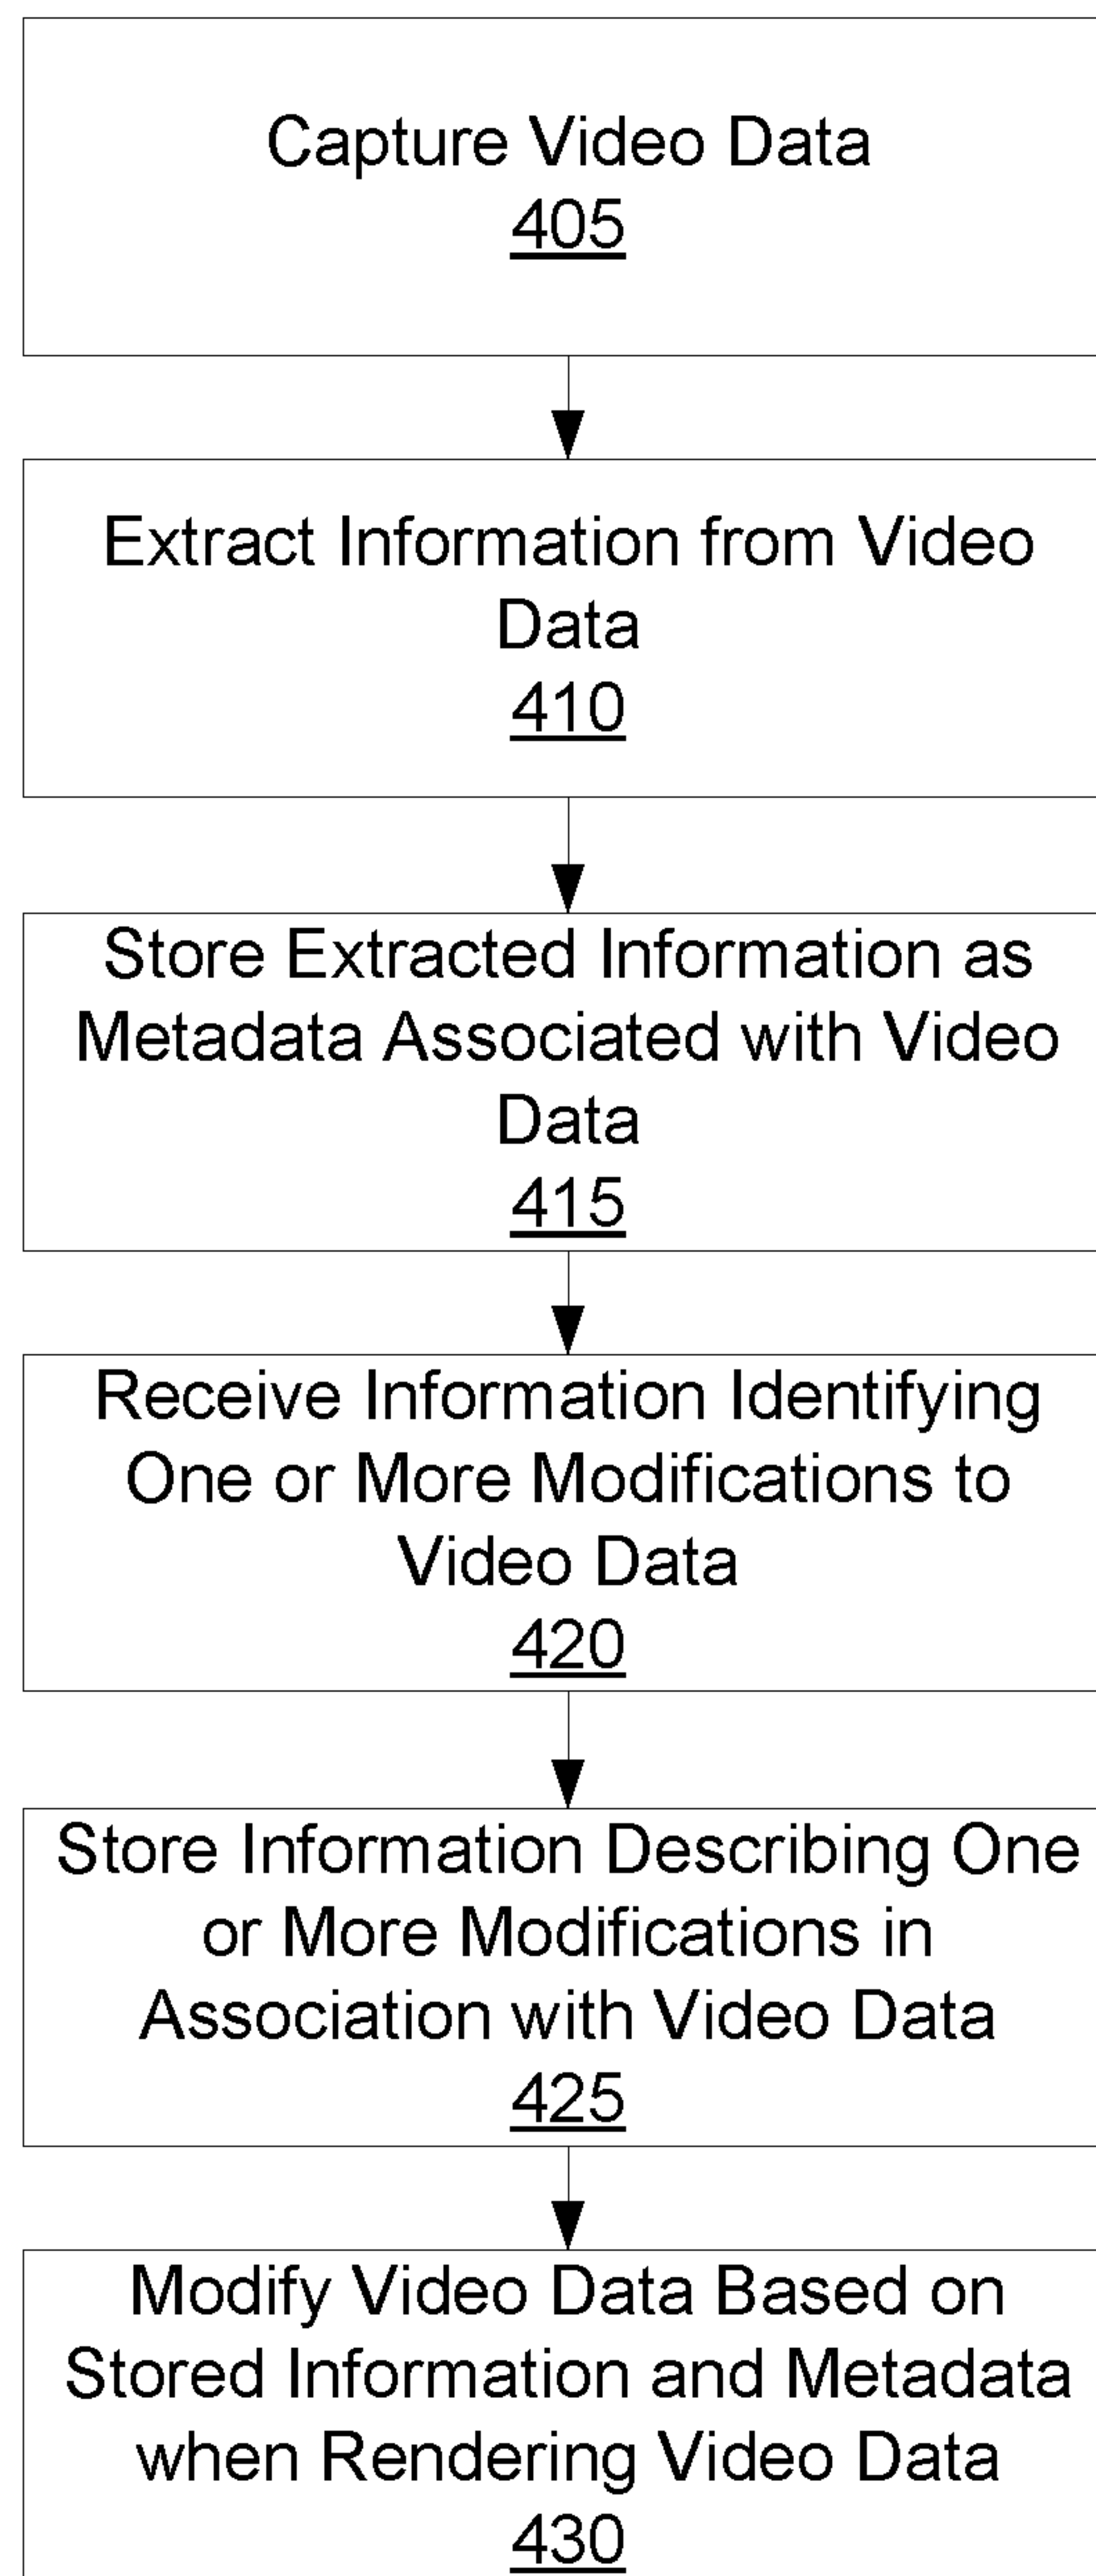 Capture Video Data
405
Extract Information from Video
Data
410
Store Extracted Information as
Metadata Associated with Video
Data
415
Receive Information Identifying
One or More Modifications to
Video Data
420
Store Information Describing One
or More Modifications in
Association with Video Data
425
Modify Video Data Based on
Stored Information and Metadata
when Rendering Video Data
430